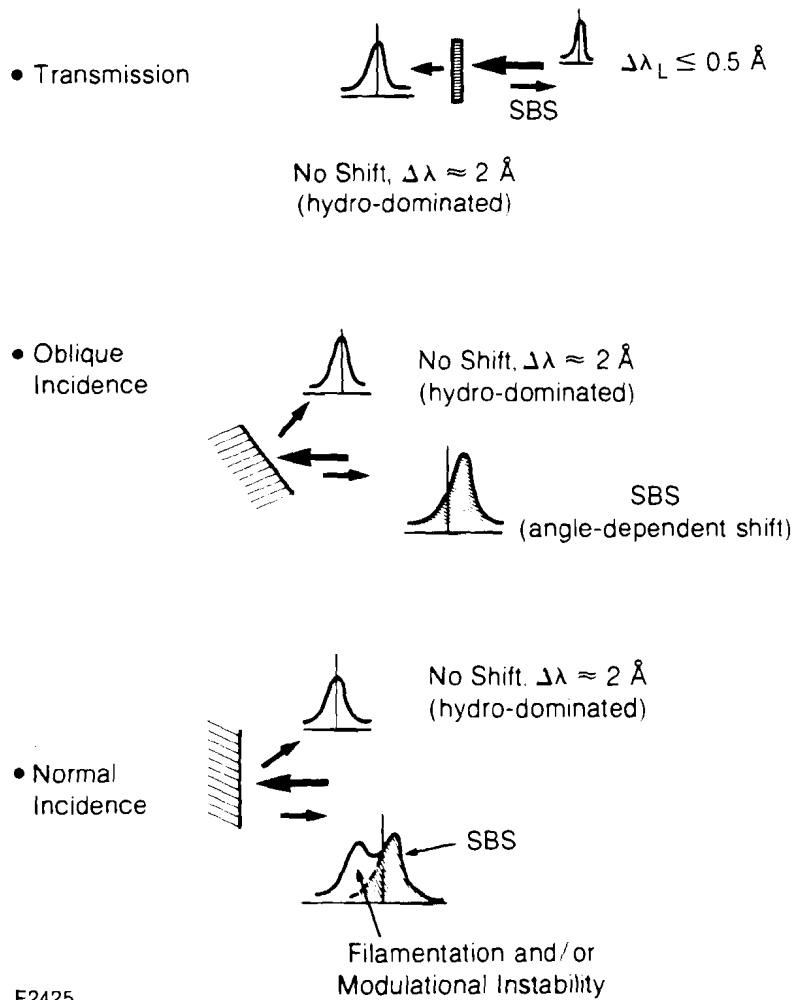 • Transmission
Δλ_L ≤ 0.5 Å
SBS
No Shift, Δλ ≈ 2 Å
(hydro-dominated)
• Oblique
Incidence
No Shift, Δλ ≈ 2 Å
(hydro-dominated)
SBS
(angle-dependent shift)
No Shift. Δλ ≈ 2 Å
(hydro-dominated)
• Normal
Incidence
SBS
Filamentation and/or
Modulational Instability
E2425